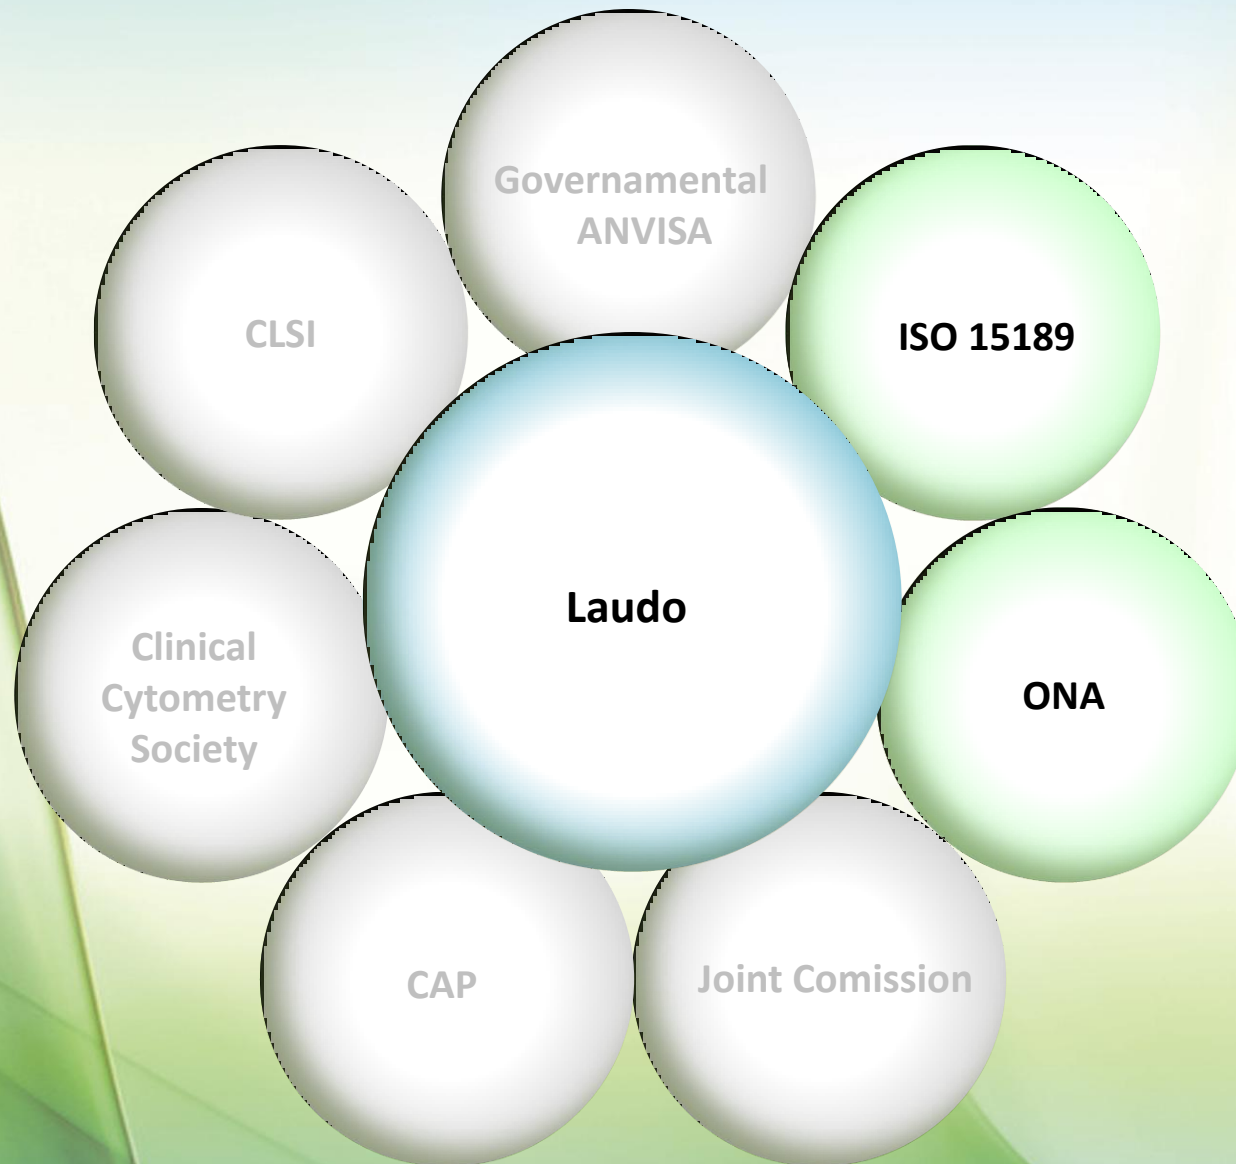 Governamental
ANVISA
CLSI
ISO 15189
Laudo
Clinical
Cytometry
Society
ONA
CAP
Joint Comission